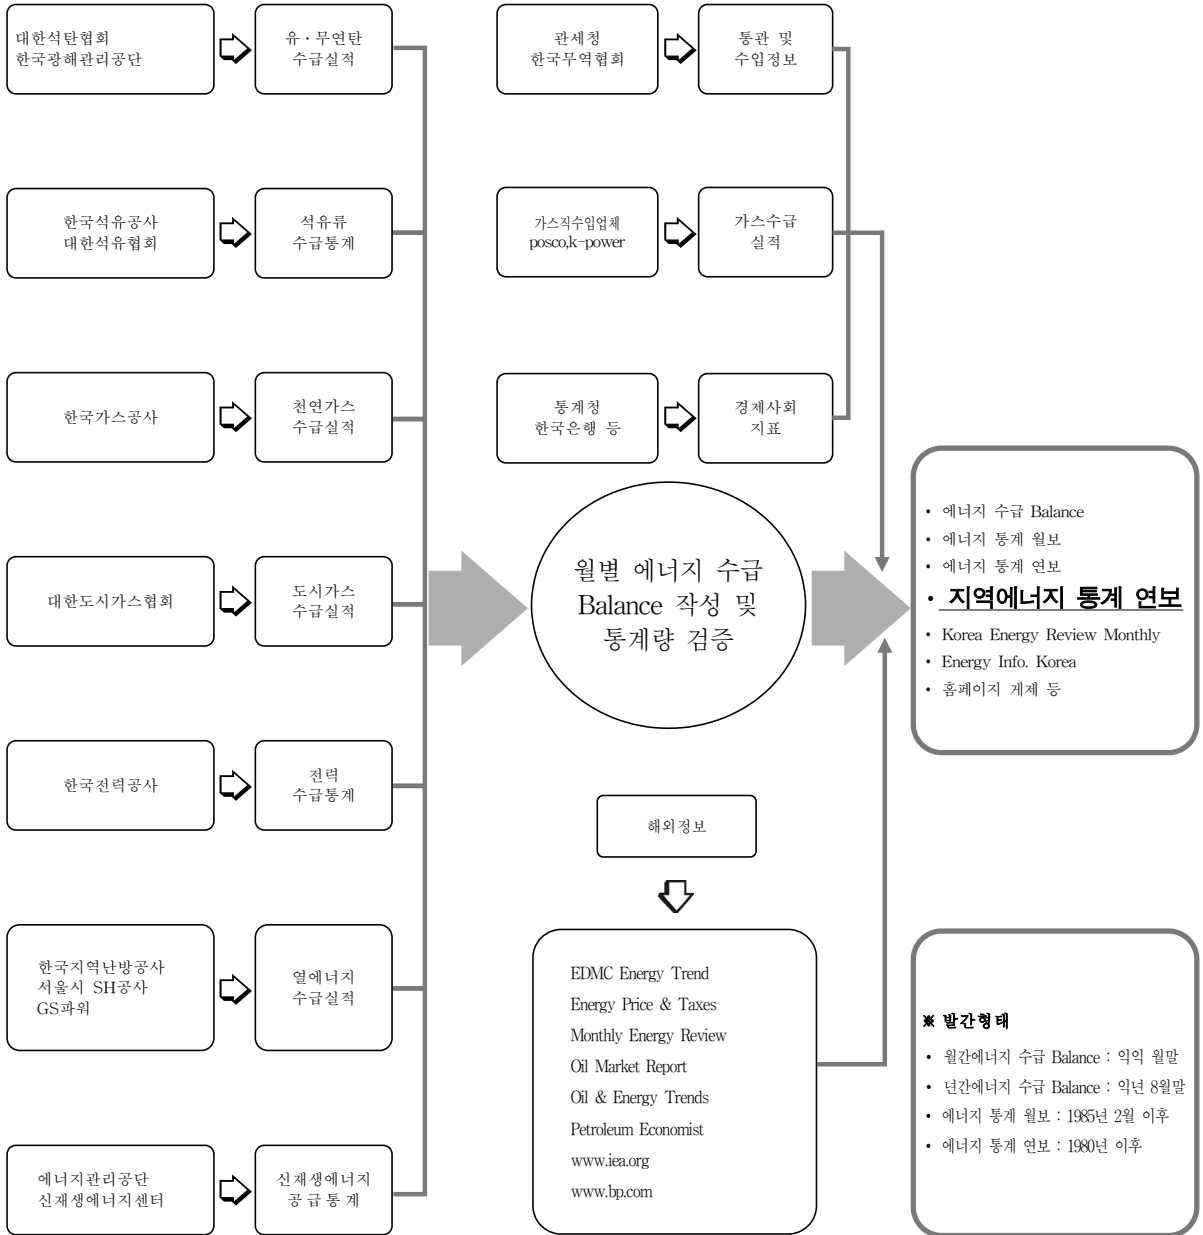 대한석탄협회
한국광해관리공단
유·무연탄
수급실적
한국석유공사
대한석유협회
석유류
수급통계
한국가스공사
천연가스
수급실적
대한도시가스협회
도시가스
수급실적
한국전력공사
전력
수급통계
한국지역난방공사
서울시 SH공사
GS파워
열에너지
수급실적
에너지관리공단
신재생에너지센터
신재생에너지
공급통계
관세청
한국무역협회
통관 및
수입정보
가스직수입업체
posco,k-power
가스수급
실적
통계청
한국은행 등
경제사회
지표
월별 에너지 수급
Balance 작성 및
통계량 검증
해외정보
EDMC Energy Trend
Energy Price & Taxes
Monthly Energy Review
Oil Market Report
Oil & Energy Trends
Petroleum Economist
www.iea.org
www.bp.com
• 에너지 수급 Balance
• 에너지 통계 월보
• 에너지 통계 연보
• 지역에너지 통계 연보
• Korea Energy Review Monthly
• Energy Info. Korea
• 홈페이지 게제 등
※ 발간형태
• 월간에너지 수급 Balance : 익익 월말
• 년간에너지 수급 Balance : 익년 8월말
• 에너지 통계 월보 : 1985년 2월 이후
• 에너지 통계 연보 : 1980년 이후